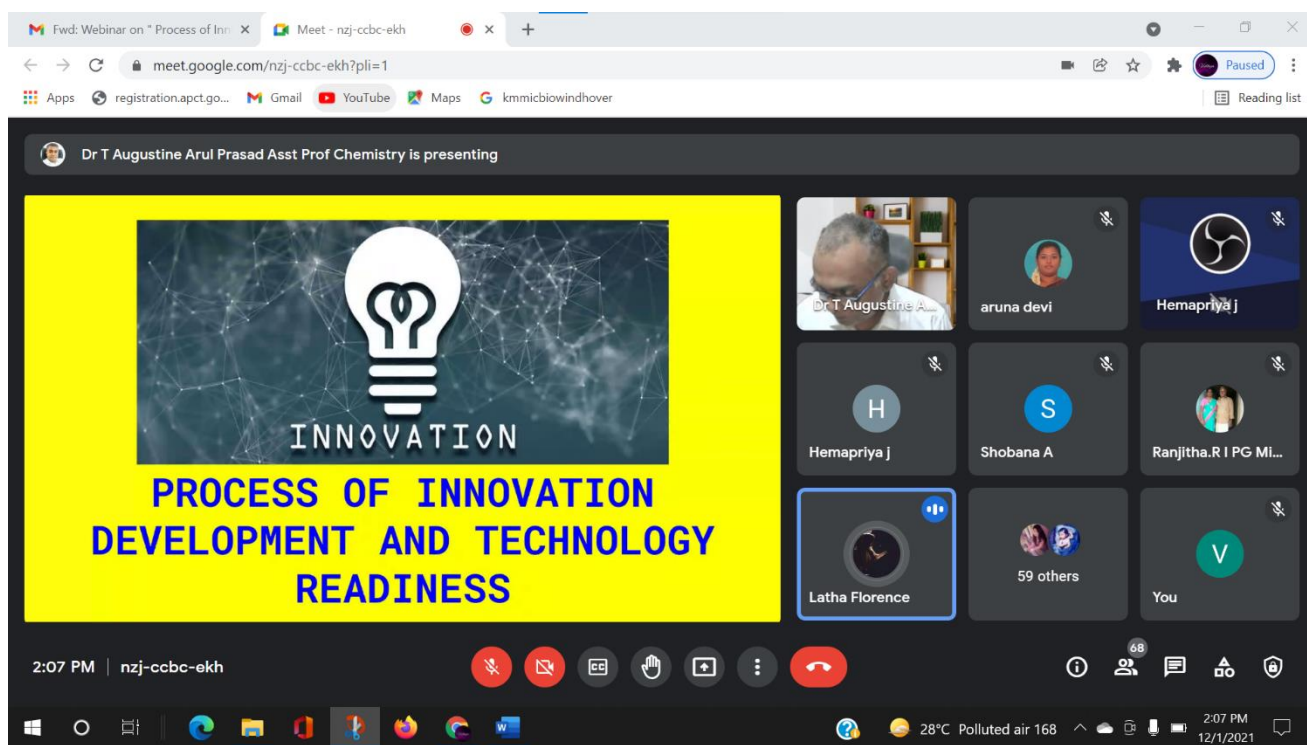 Fwd: Webinar on " Process of Inn
Meet - nzj-ccbc-ekh
meet.google.com/nzj-ccbc-ekh?pli=1
Paused
Apps
registration.apct.go...
Gmail
YouTube
Maps
kmmicbiowindhover
Reading list
Dr T Augustine Arul Prasad Asst Prof Chemistry is presenting
INNOVATION
PROCESS OF INNOVATION
DEVELOPMENT AND TECHNOLOGY
READINESS
Dr T Augustine A...
aruna devi
Hemapriya j
Hemapriya j
Shobana A
Ranjitha.R I PG Mi...
Latha Florence
59 others
You
H
S
V
2:07 PM | nzj-ccbc-ekh
CC
68
28°C Polluted air 168
2:07 PM
12/1/2021